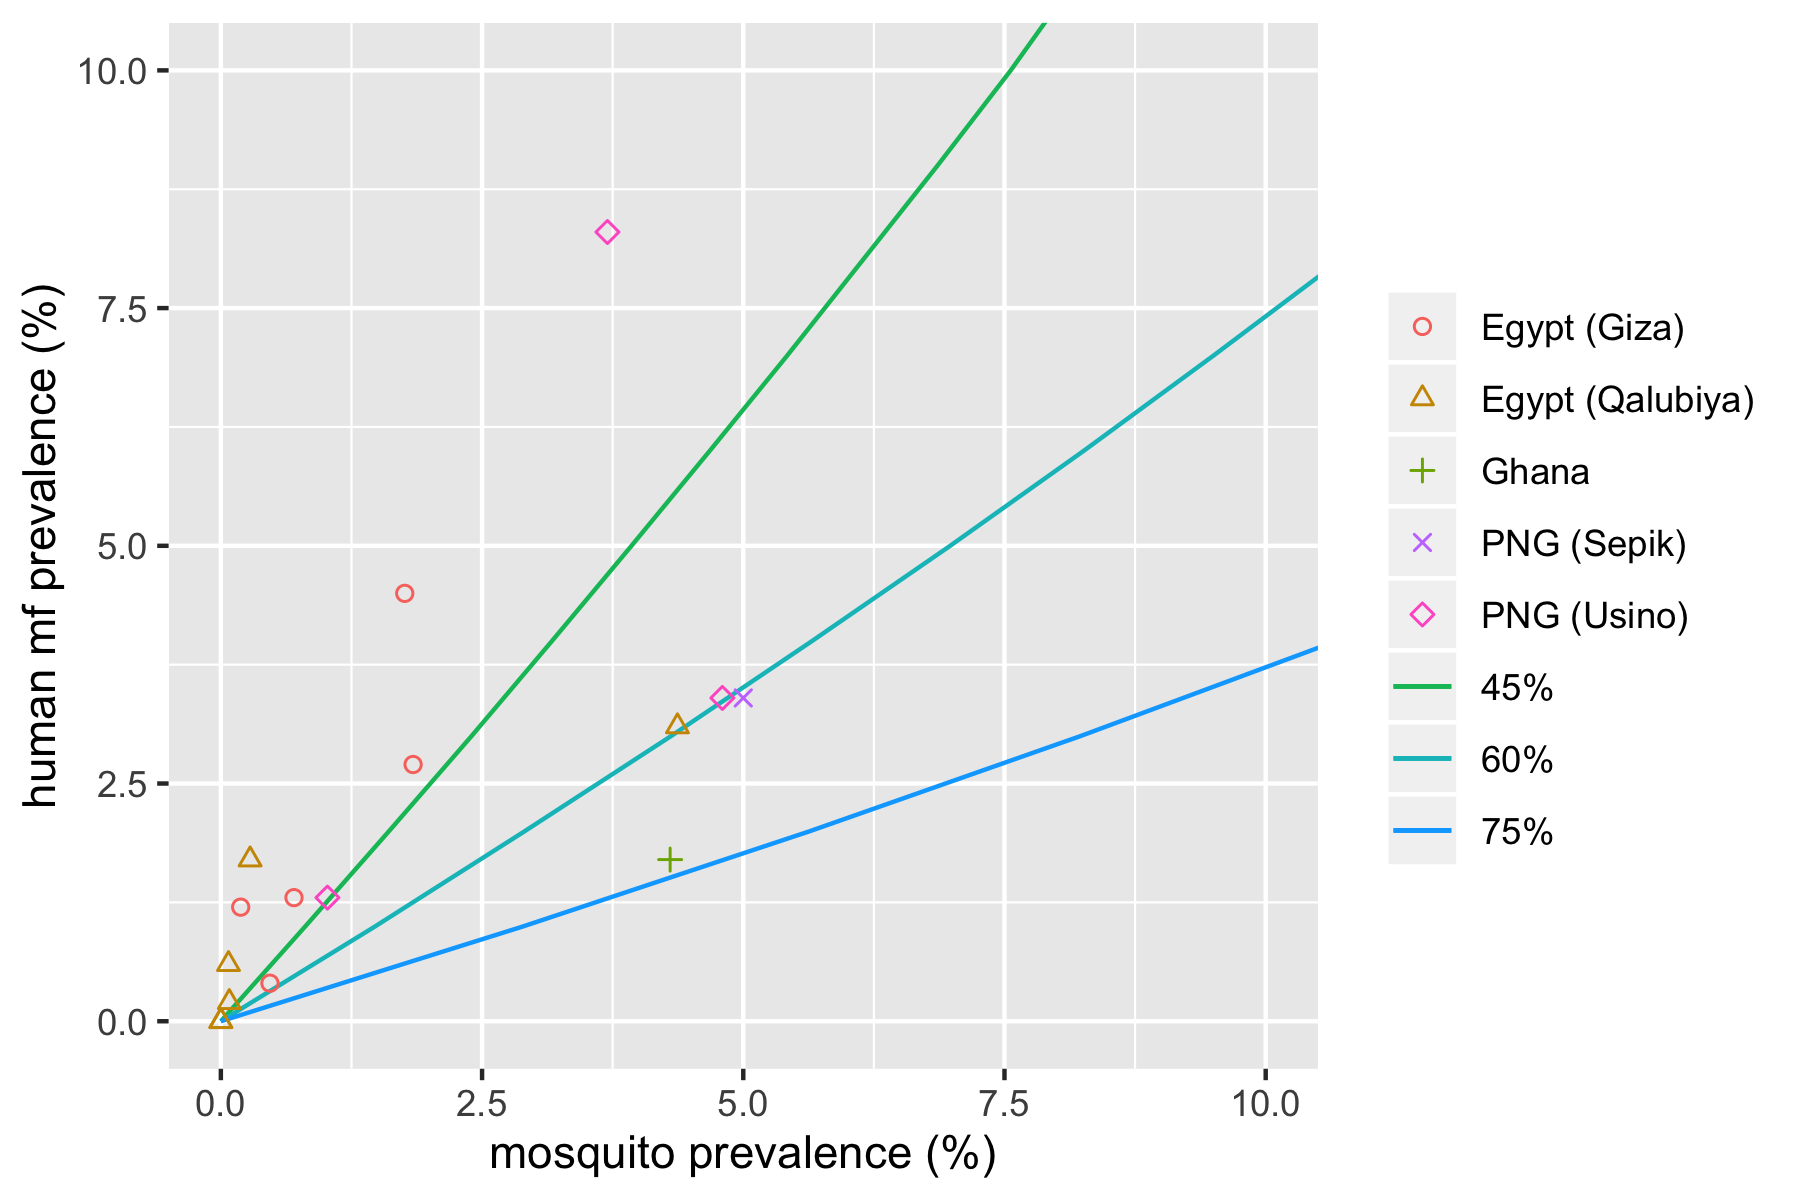 human mf prevalence (%)
10.0
7.5
5.0
2.5
0.0
0.0 2.5 5.0 7.5 10.0
mosquito prevalence (%)
Egypt (Giza)
Egypt (Qalubiya)
Ghana
PNG (Sepik)
PNG (Usino)
45%
60%
75%